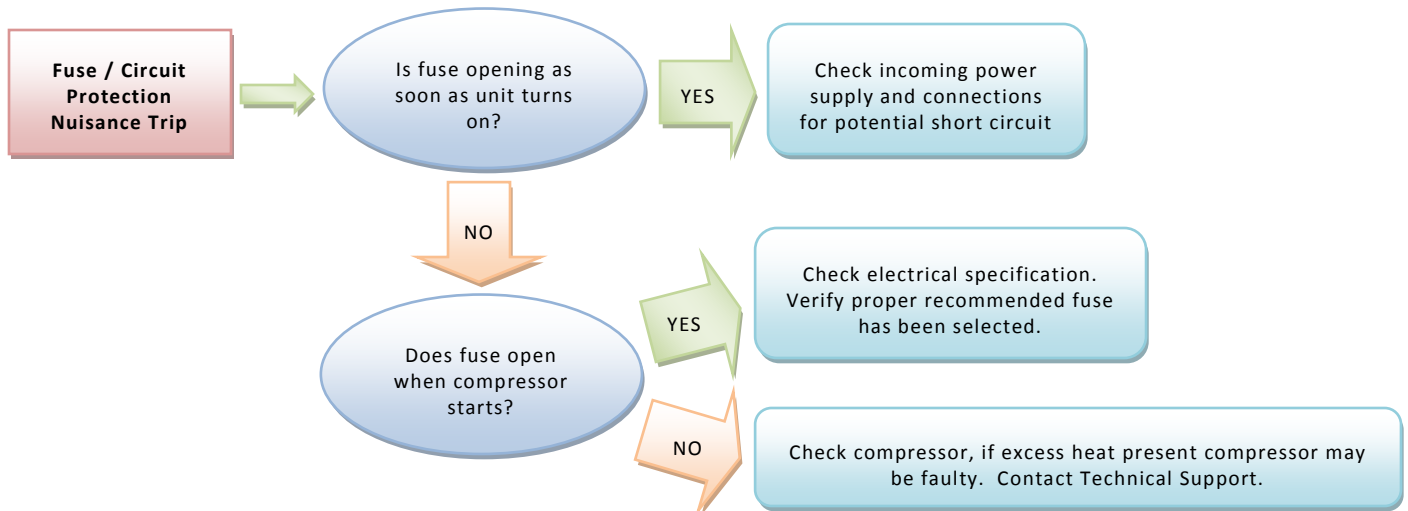 Fuse / Circuit
Protection
Nuisance Trip
Is fuse opening as
soon as unit turns
on?
YES
Check incoming power
supply and connections
for potential short circuit
NO
Does fuse open
when compressor
starts?
YES
Check electrical specification.
Verify proper recommended fuse
has been selected.
NO
Check compressor, if excess heat present compressor may
be faulty.  Contact Technical Support.